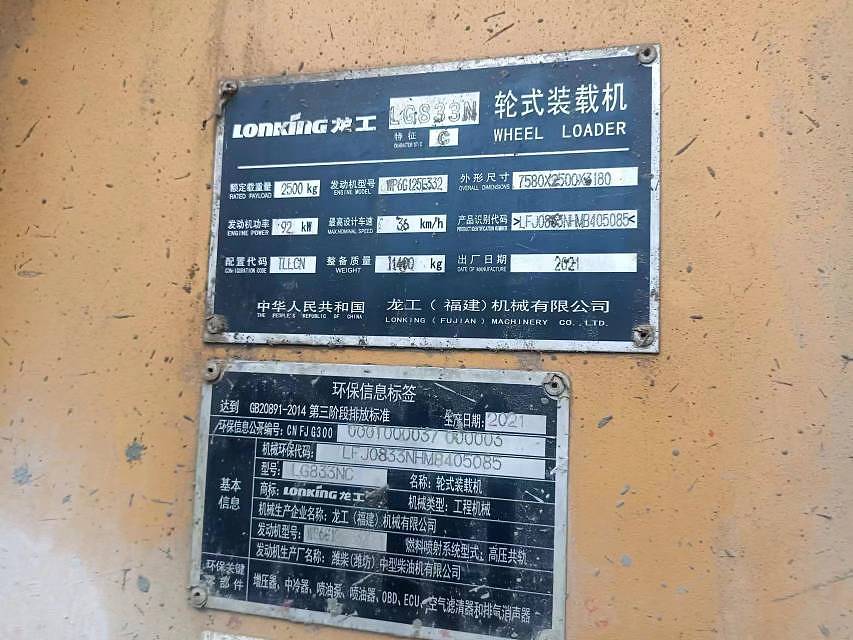 LONKING 龙工 LG833N 轮式装载机
特征 C WHEEL LOADER
额定载重量 2500 kg 发动机型号 WP6G125E332 外形尺寸
RATED PAYLOAD ENGINE MODEL OVERALL DIMENSIONS
发动机功率 92 kW 最高设计车速 36 km/h 产品识别代码 >LFJ0833NHMB405085<
ENGINE POWER MAX.NOMINAL SPEED PRODUCT IDENTIFICATION NUMBER
配置代码 整备质量 kg 出厂日期 2021
CONFIGURATION CODE WEIGHT DATE OF MANUFACTURE
中华人民共和国 龙工（福建）机械有限公司
THE PEOPLE'S REPUBLIC OF CHINA LONKING (FUJIAN) MACHINERY CO.,LTD.
环保信息标签
达到 GB20891-2014 第三阶段排放标准 生产日期: 2021
环保信息公开编号: CN FJ G300 0001000037 000003
机械环保代码: LFJ0833NHMB405085
基本信息 型号: LG833NC 名称: 轮式装载机
商标: LONKING 龙工 机械类型: 工程机械
机械生产企业名称: 龙工（福建）机械有限公司
发动机型号: 燃料喷射系统型式: 高压共轨
发动机生产厂名称: 潍柴(潍坊)中型柴油机有限公司
环保关键零部件 增压器、中冷器、喷油泵、喷油器、OBD、ECU、空气滤清器和排气消声器